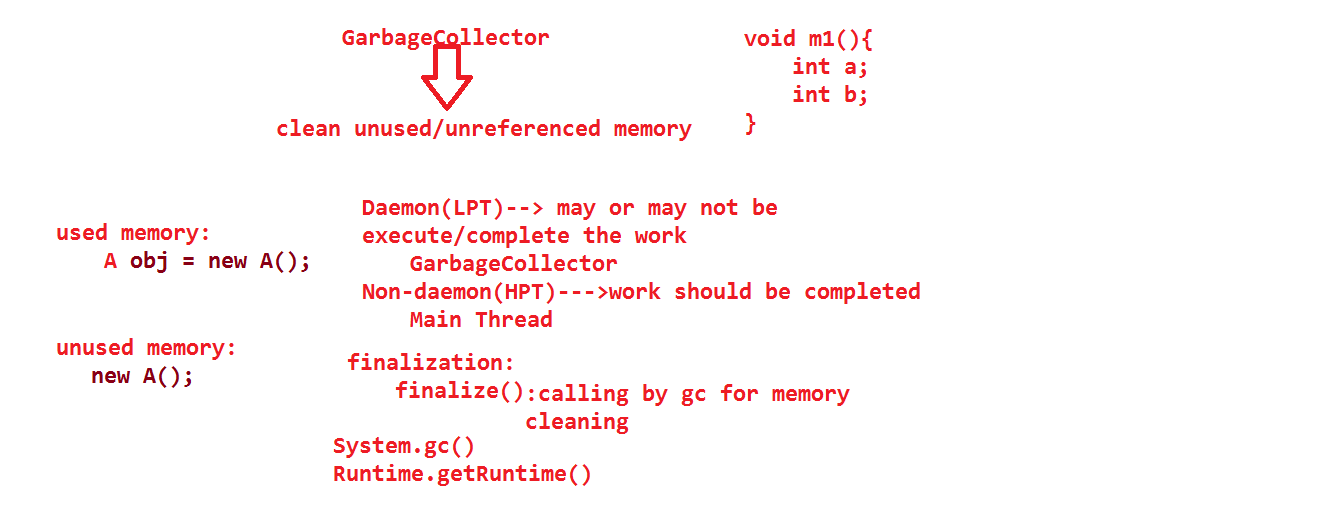 GarbageCollector
clean unused/unreferenced memory
void m1(){
int a;
int b;
}
used memory:
A obj = new A();
unused memory:
new A();
Daemon(LPT)--> may or may not be
execute/complete the work
GarbageCollector
Non-daemon(HPT)--->work should be completed
Main Thread
finalization:
finalize():calling by gc for memory
cleaning
System.gc()
Runtime.getRuntime()